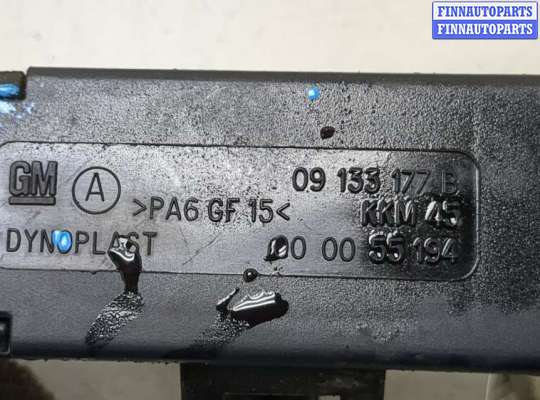 FINNAUTOPARTS
FINNAUTOPARTS
GM A 09 133 177 B
>PA6 GF 15< KKM 45
DYNOPLAST 00 00 55 194